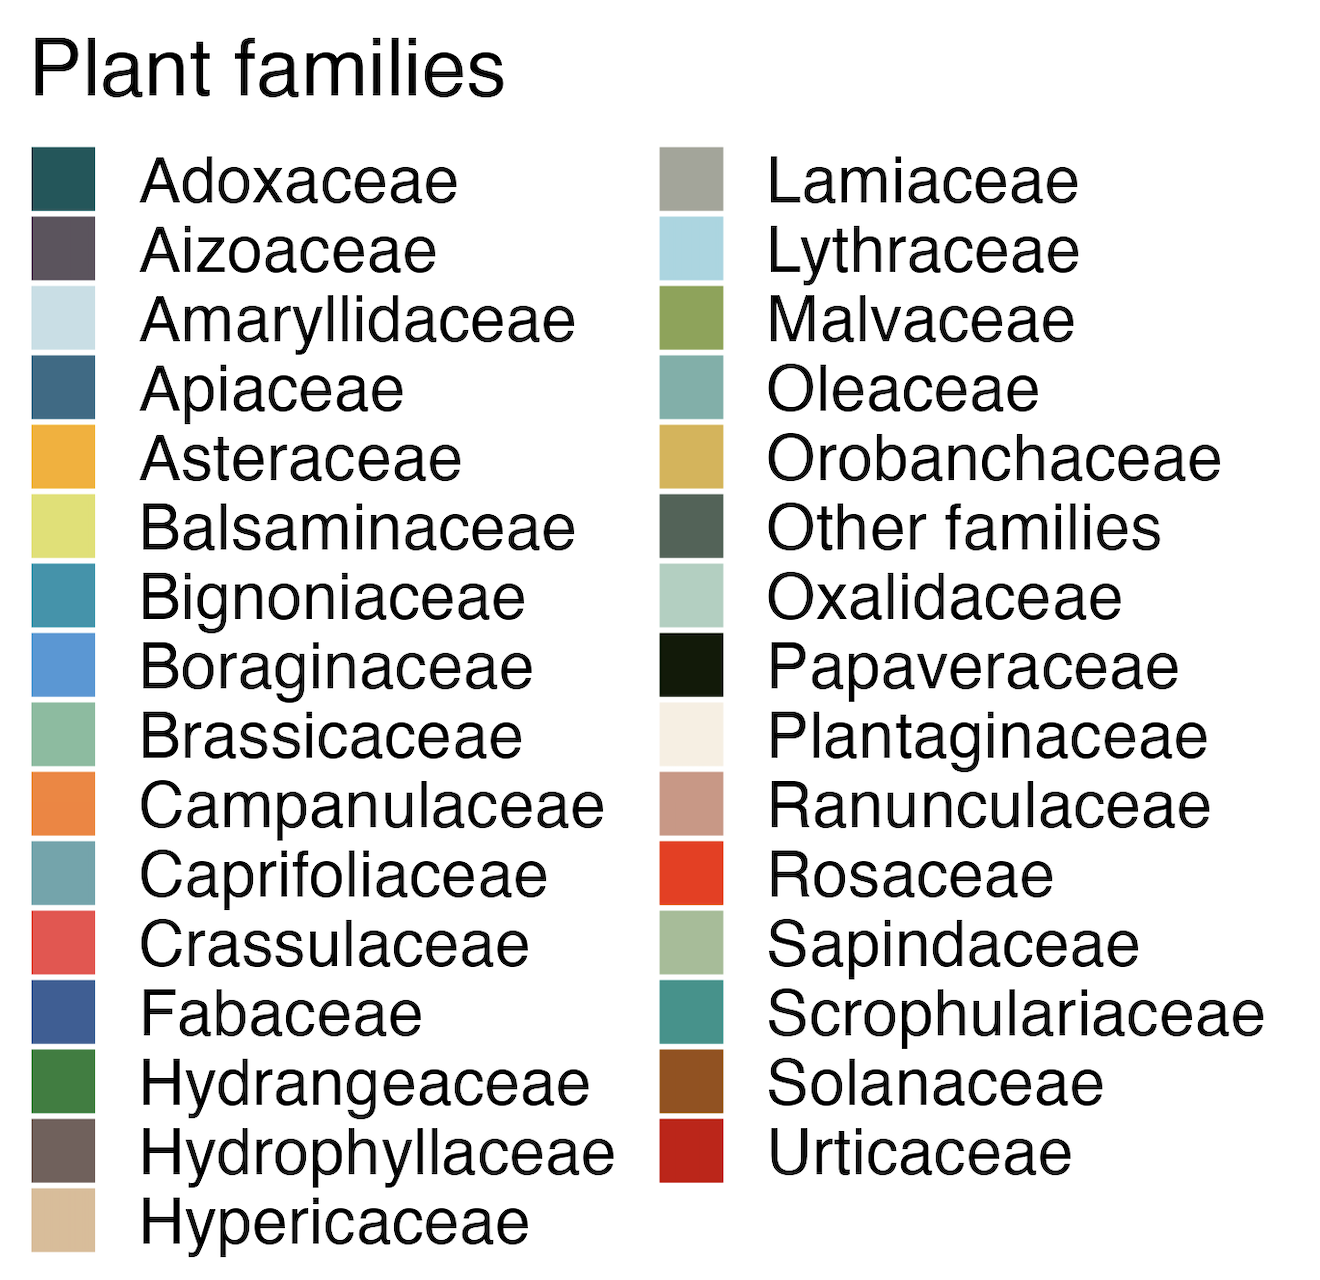 Plant families
Adoxaceae
Aizoaceae
Amaryllidaceae
Apiaceae
Asteraceae
Balsaminaceae
Bignoniaceae
Boraginaceae
Brassicaceae
Campanulaceae
Caprifoliaceae
Crassulaceae
Fabaceae
Hydrangeaceae
Hydrophyllaceae
Hypericaceae
Lamiaceae
Lythraceae
Malvaceae
Oleaceae
Orobanchaceae
Other families
Oxalidaceae
Papaveraceae
Plantaginaceae
Ranunculaceae
Rosaceae
Sapindaceae
Scrophulariaceae
Solanaceae
Urticaceae